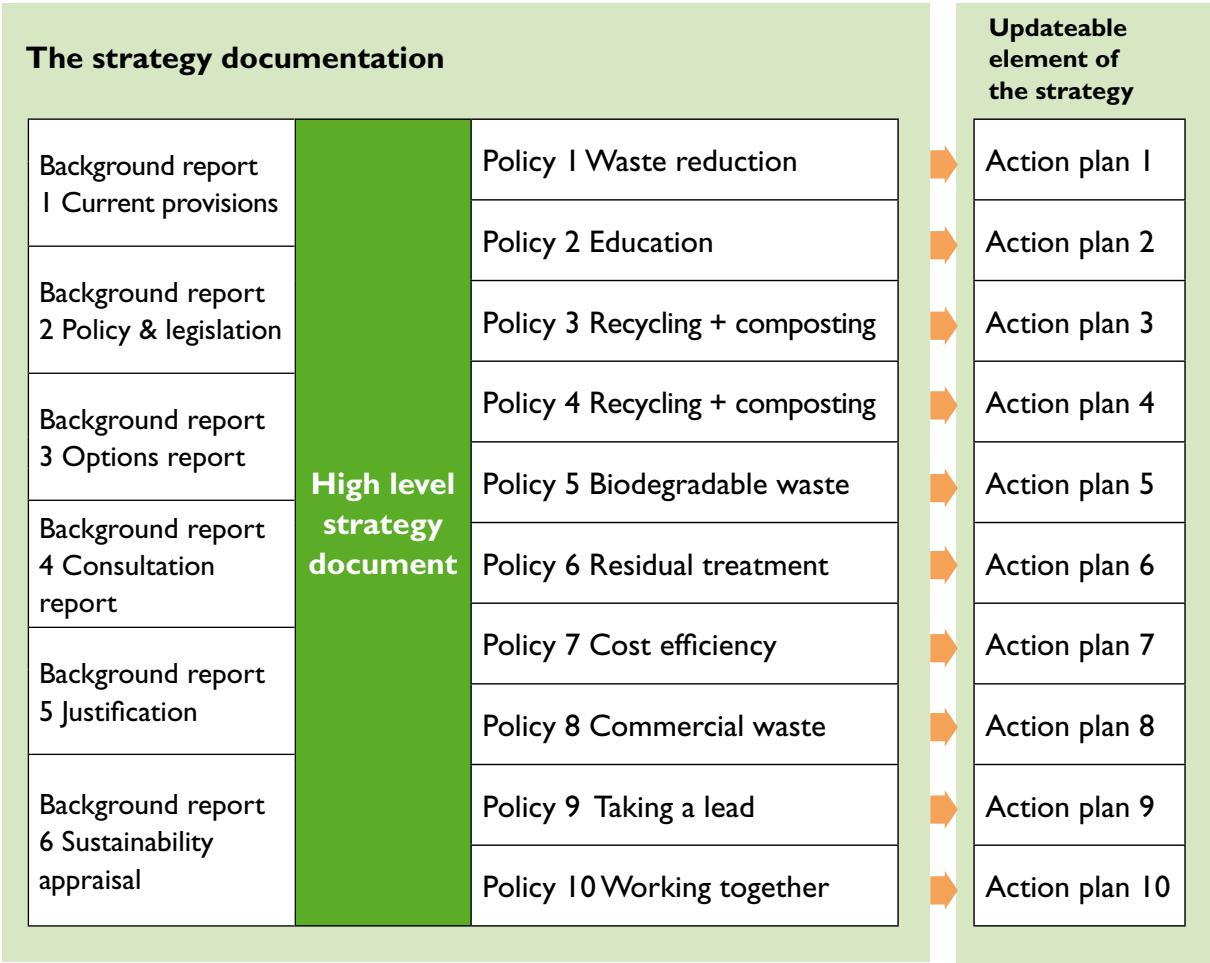 The strategy documentation
Background report
1 Current provisions
Background report
2 Policy & legislation
Background report
3 Options report
Background report
4 Consultation
report
Background report
5 Justification
Background report
6 Sustainability
appraisal
High level
strategy
document
Policy 1 Waste reduction
Policy 2 Education
Policy 3 Recycling + composting
Policy 4 Recycling + composting
Policy 5 Biodegradable waste
Policy 6 Residual treatment
Policy 7 Cost efficiency
Policy 8 Commercial waste
Policy 9 Taking a lead
Policy 10 Working together
Updateable
element of
the strategy
Action plan 1
Action plan 2
Action plan 3
Action plan 4
Action plan 5
Action plan 6
Action plan 7
Action plan 8
Action plan 9
Action plan 10